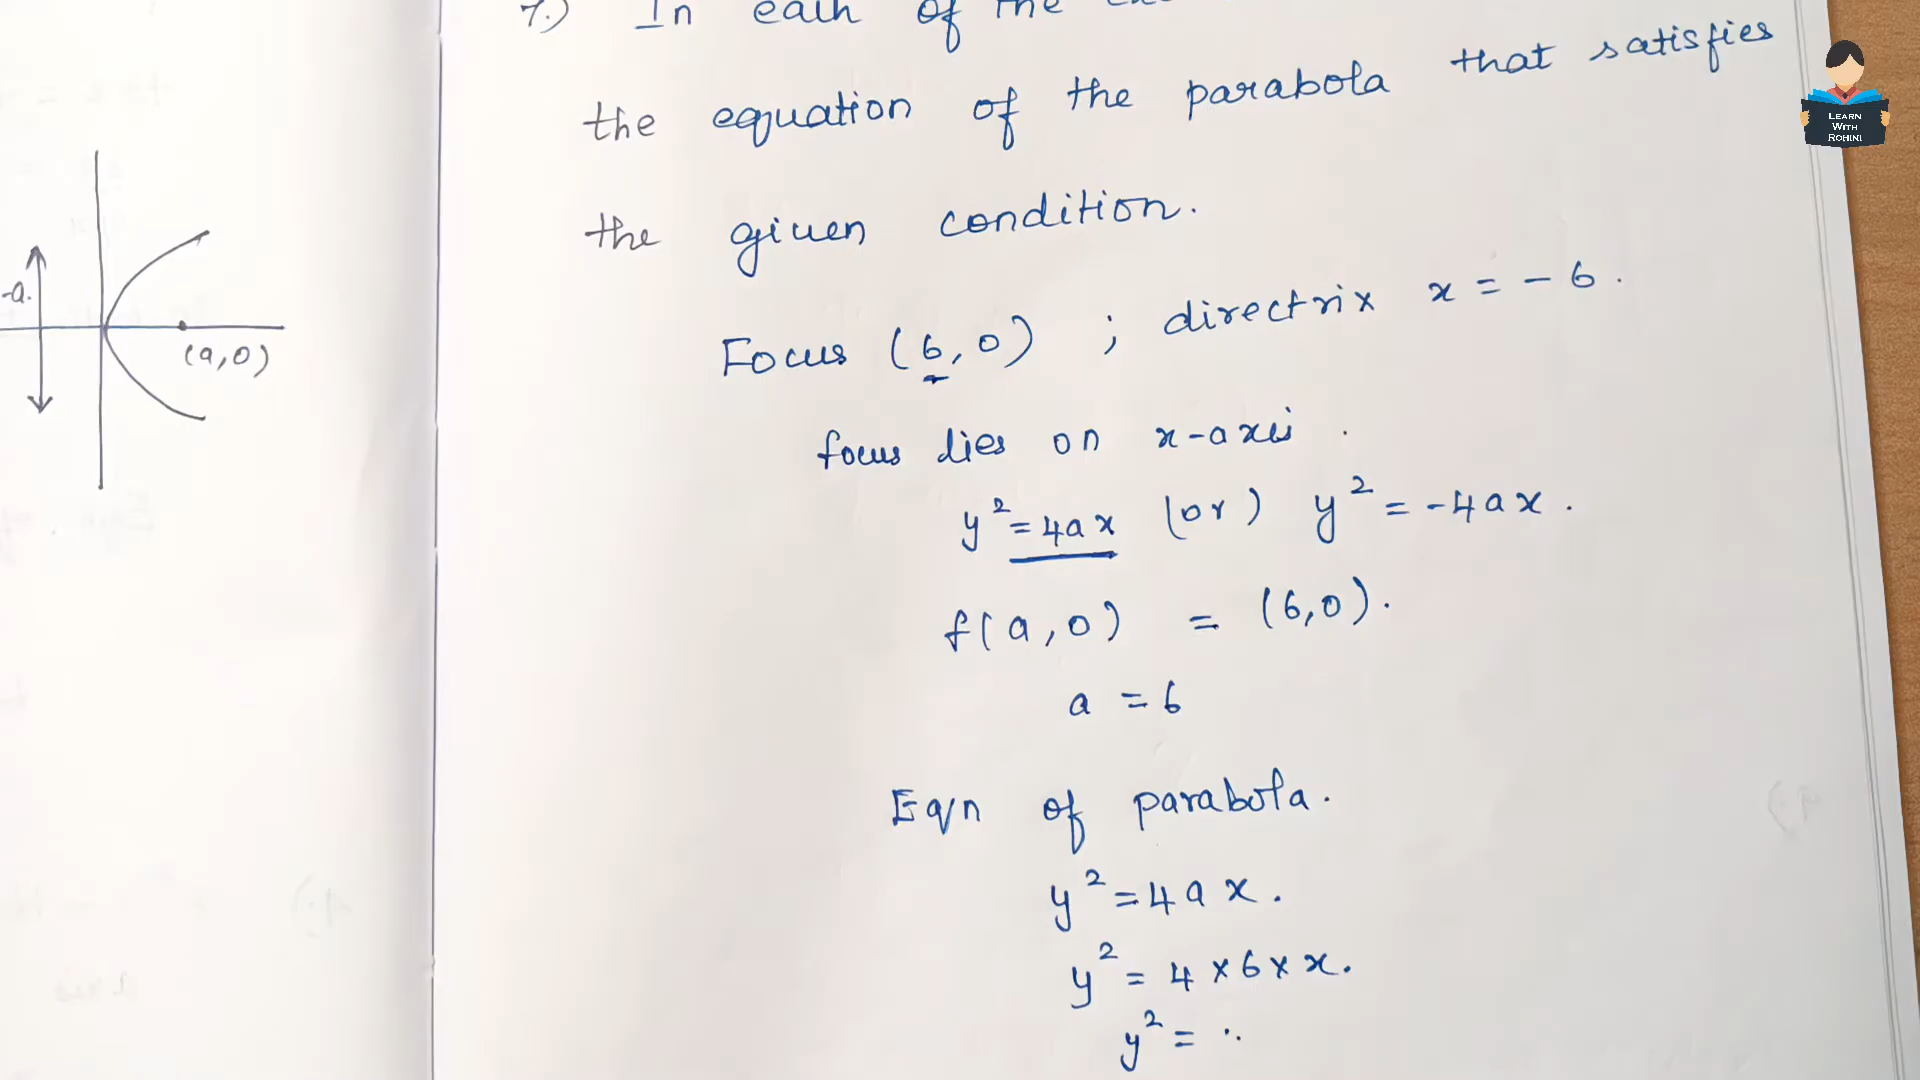 7.) In each of the
the equation of the parabola that satisfies
the given condition.
Focus (6,0) ; directrix x = -6.
focus lies on x-axis.
y² = 4ax (or) y² = -4ax.
f(a,0) = (6,0).
a = 6
Eqn of parabola.
y² = 4ax.
y² = 4×6×x.
y² =
-a.
(a,0)
LEARN
WITH
ROHINI